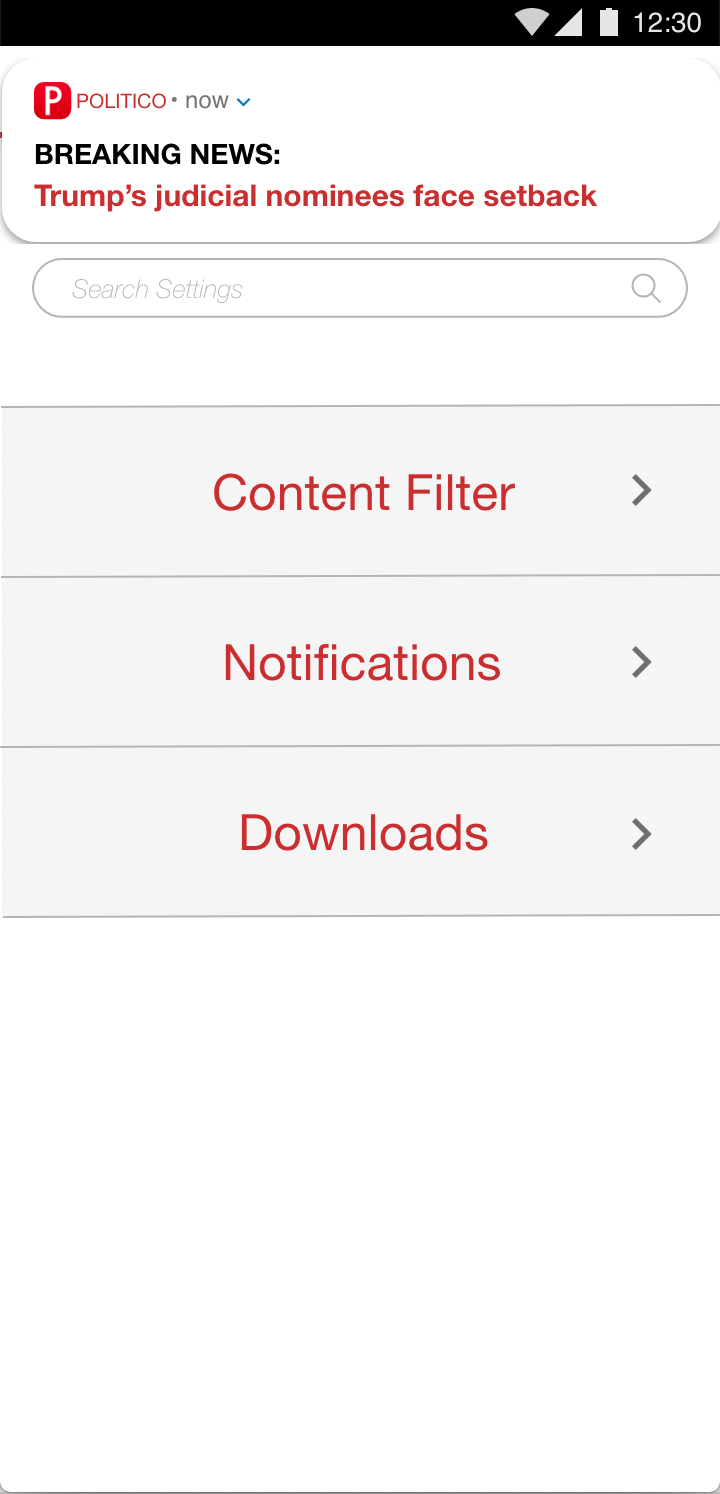 12:30
P POLITICO • now
BREAKING NEWS:
Trump’s judicial nominees face setback
Search Settings
Content Filter
Notifications
Downloads